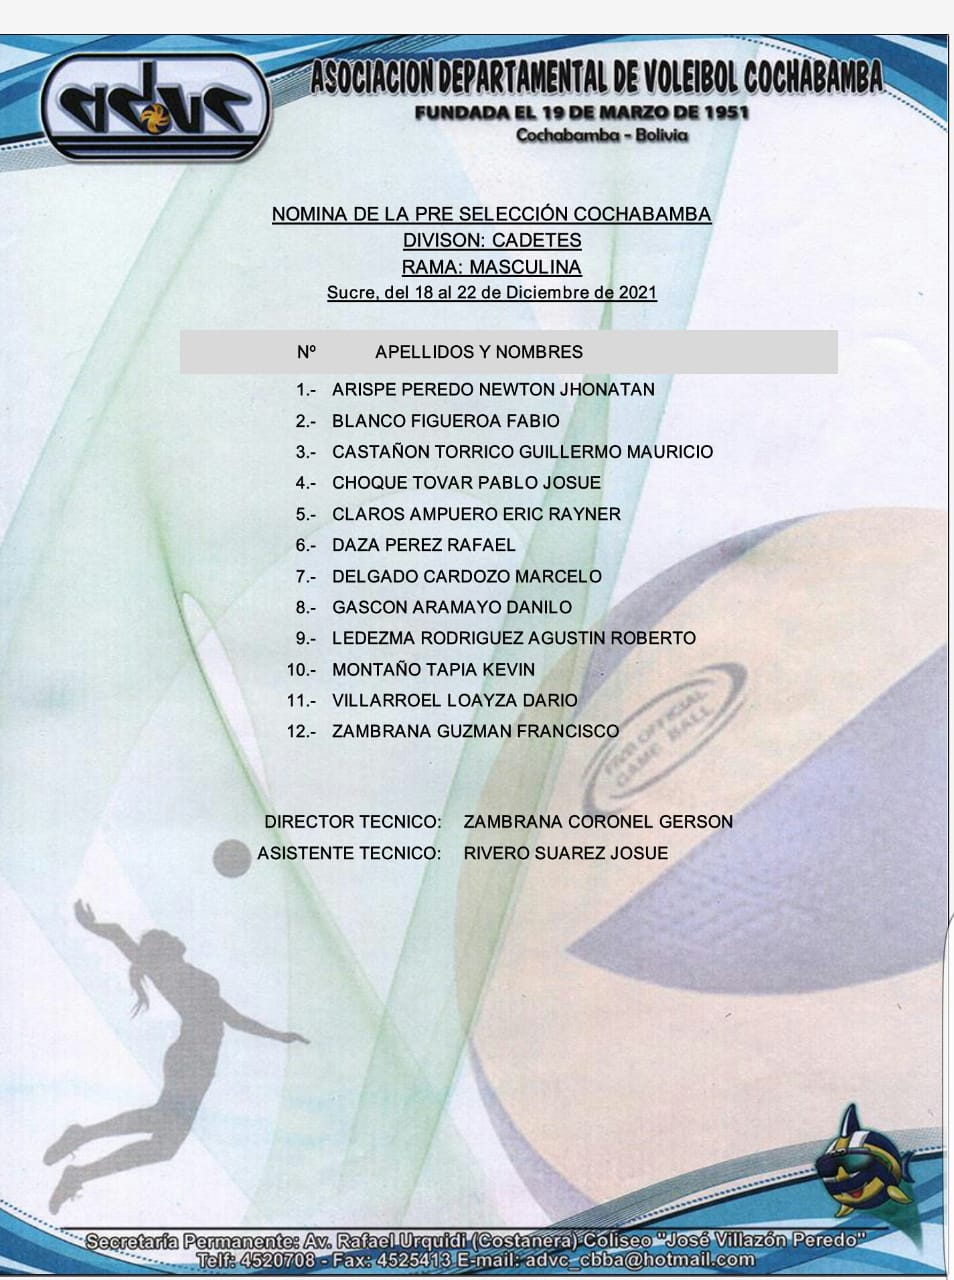 advc
ASOCIACION DEPARTAMENTAL DE VOLEIBOL COCHABAMBA
FUNDADA EL 19 DE MARZO DE 1951
Cochabamba - Bolivia
NOMINA DE LA PRE SELECCIÓN COCHABAMBA
DIVISON: CADETES
RAMA: MASCULINA
Sucre, del 18 al 22 de Diciembre de 2021
Nº APELLIDOS Y NOMBRES
1.- ARISPE PEREDO NEWTON JHONATAN
2.- BLANCO FIGUEROA FABIO
3.- CASTAÑON TORRICO GUILLERMO MAURICIO
4.- CHOQUE TOVAR PABLO JOSUE
5.- CLAROS AMPUERO ERIC RAYNER
6.- DAZA PEREZ RAFAEL
7.- DELGADO CARDOZO MARCELO
8.- GASCON ARAMAYO DANILO
9.- LEDEZMA RODRIGUEZ AGUSTIN ROBERTO
10.- MONTAÑO TAPIA KEVIN
11.- VILLARROEL LOAYZA DARIO
12.- ZAMBRANA GUZMAN FRANCISCO
FIVB OFFICIAL
GAME BALL
DIRECTOR TECNICO: ZAMBRANA CORONEL GERSON
ASISTENTE TECNICO: RIVERO SUAREZ JOSUE
Secretaría Permanente: Av. Rafael Urquidi (Costanera) Coliseo "José Villazón Peredo"
Telf: 4520708 - Fax: 4525413 E-mail: advc_cbba@hotmail.com